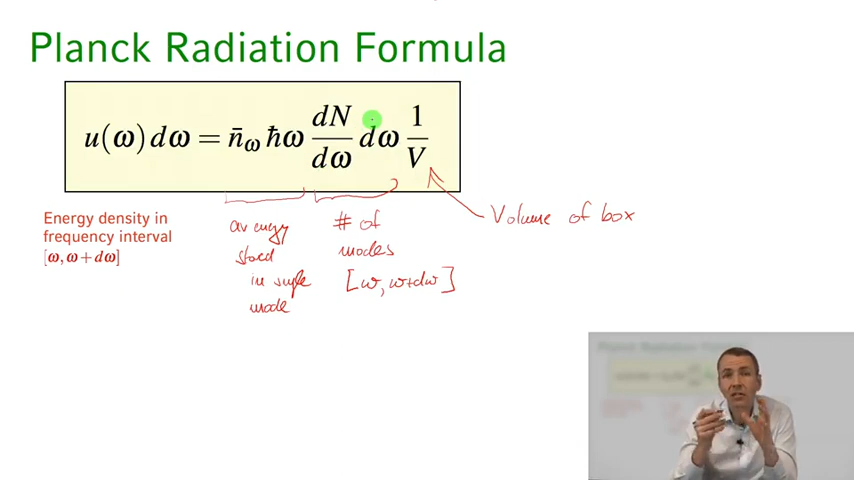 Planck Radiation Formula
u(ω) dω = n̄_ω ħω dN/dω dω 1/V
Energy density in
frequency interval
[ω, ω + dω]
av energy
stored
in single
mode
# of
modes
[ω, ω+dω]
Volume of box